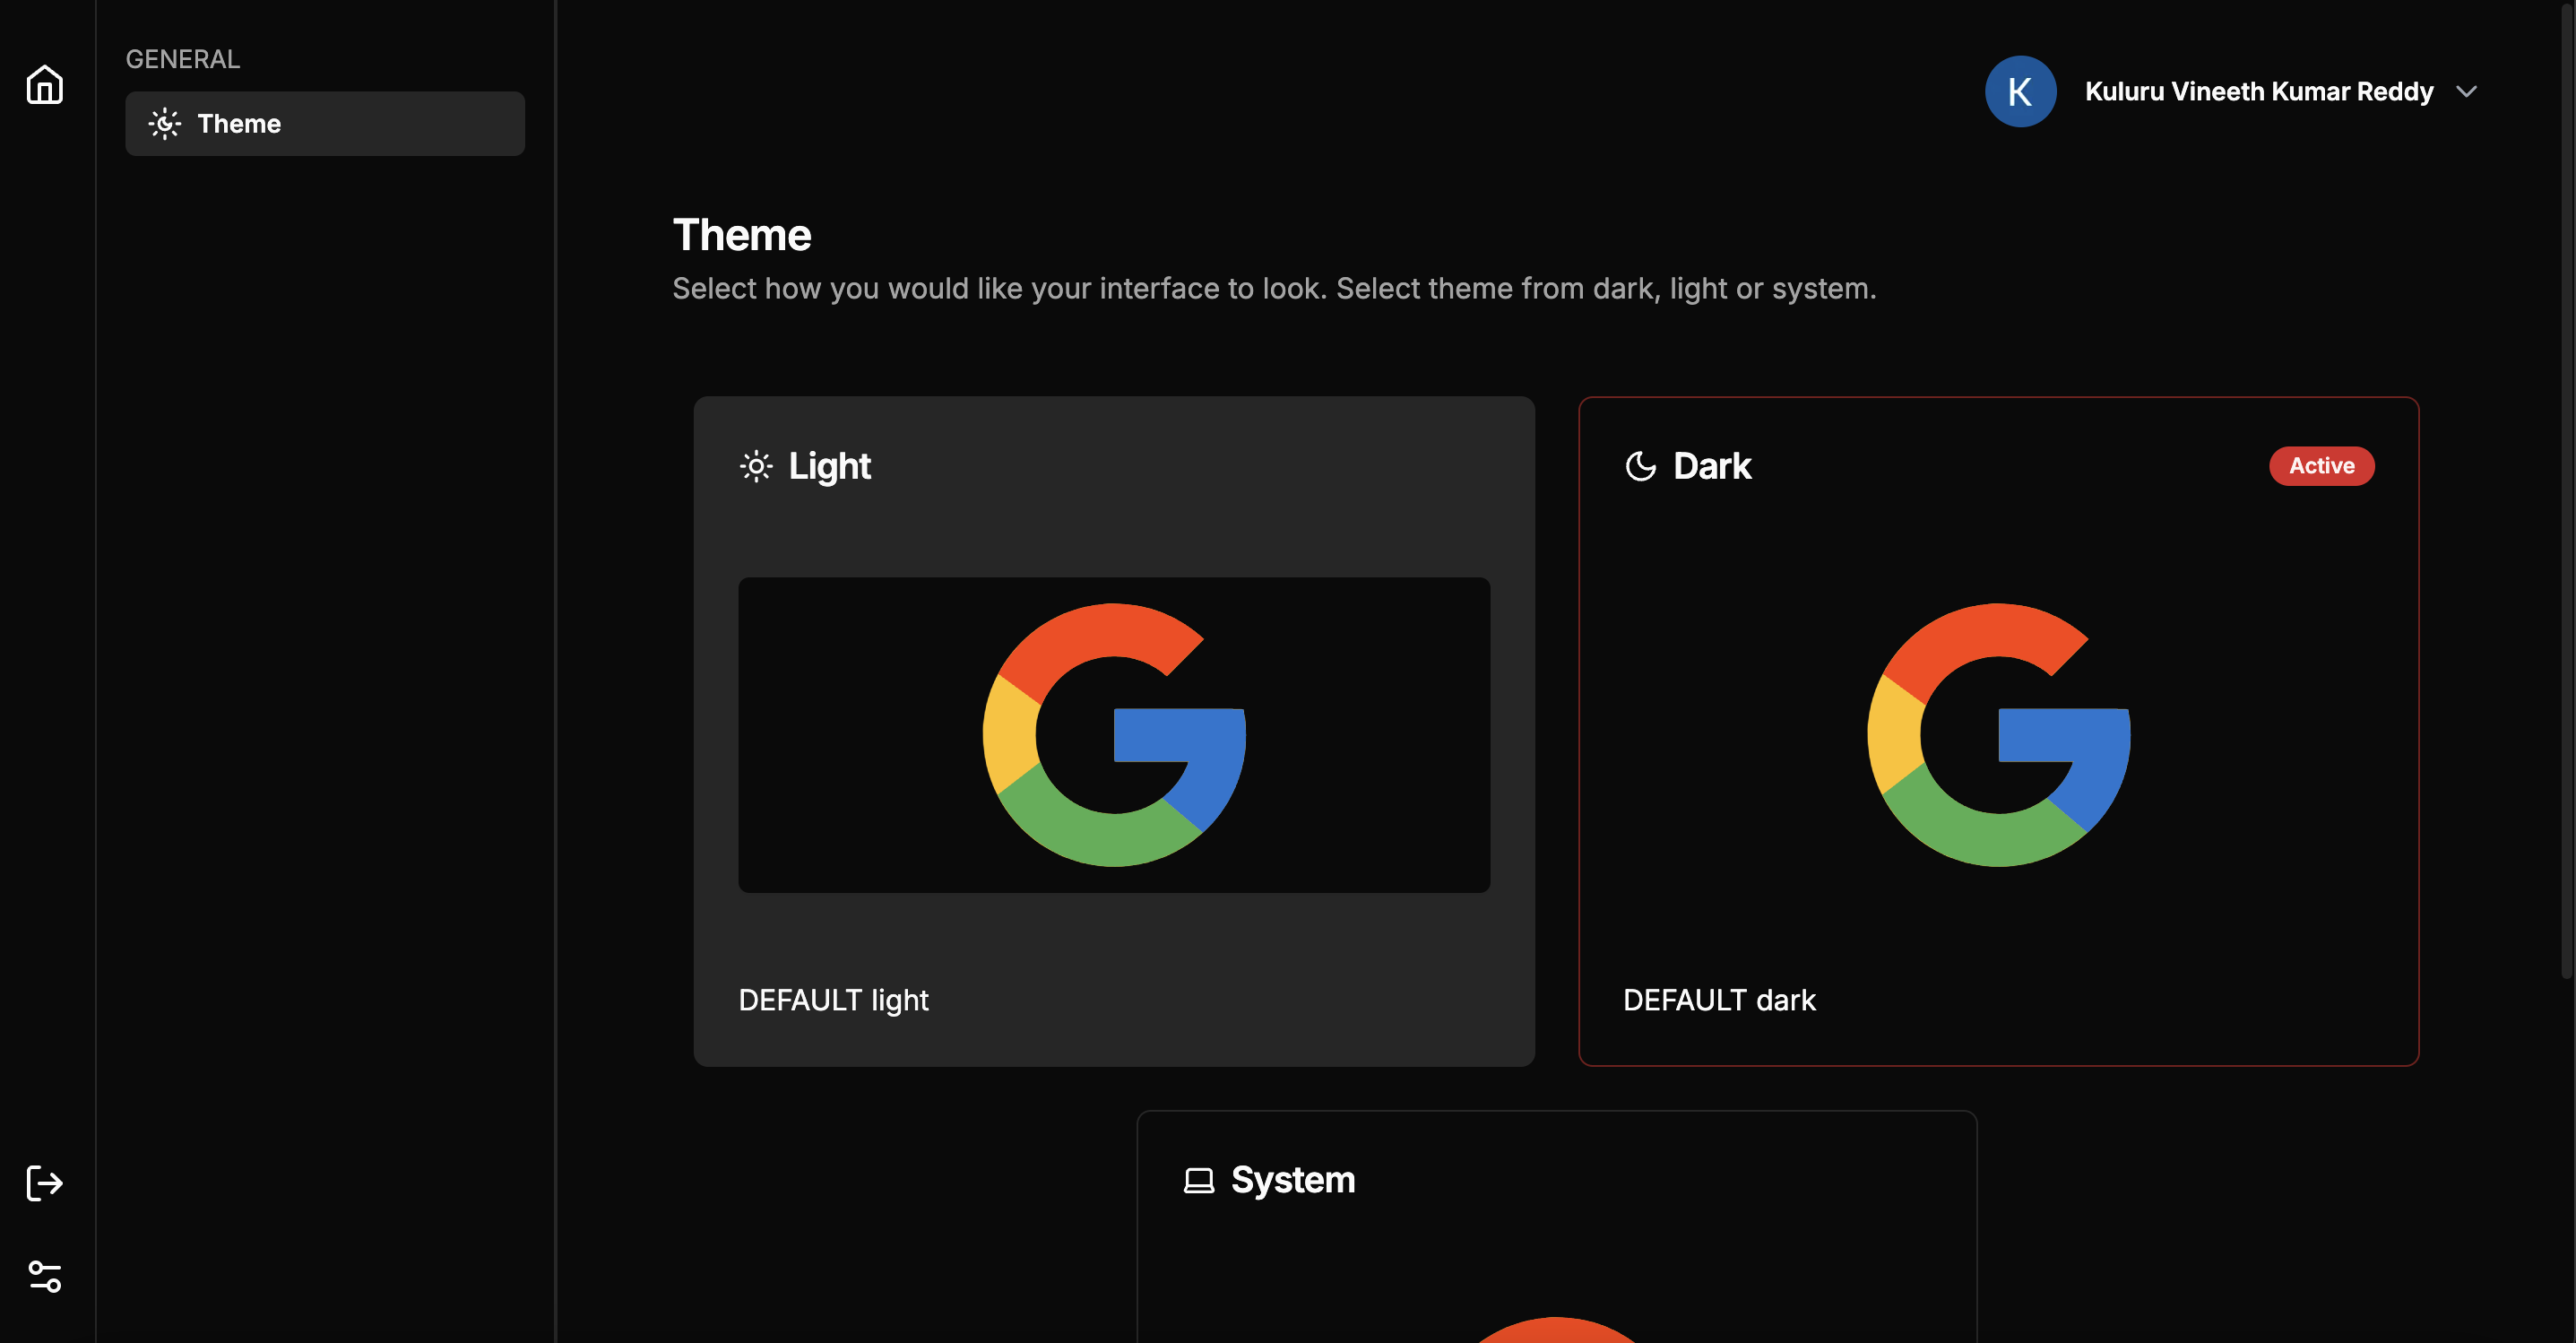 GENERAL
Theme
K
Kuluru Vineeth Kumar Reddy
Theme
Select how you would like your interface to look. Select theme from dark, light or system.
Light
Dark
Active
DEFAULT light
DEFAULT dark
System